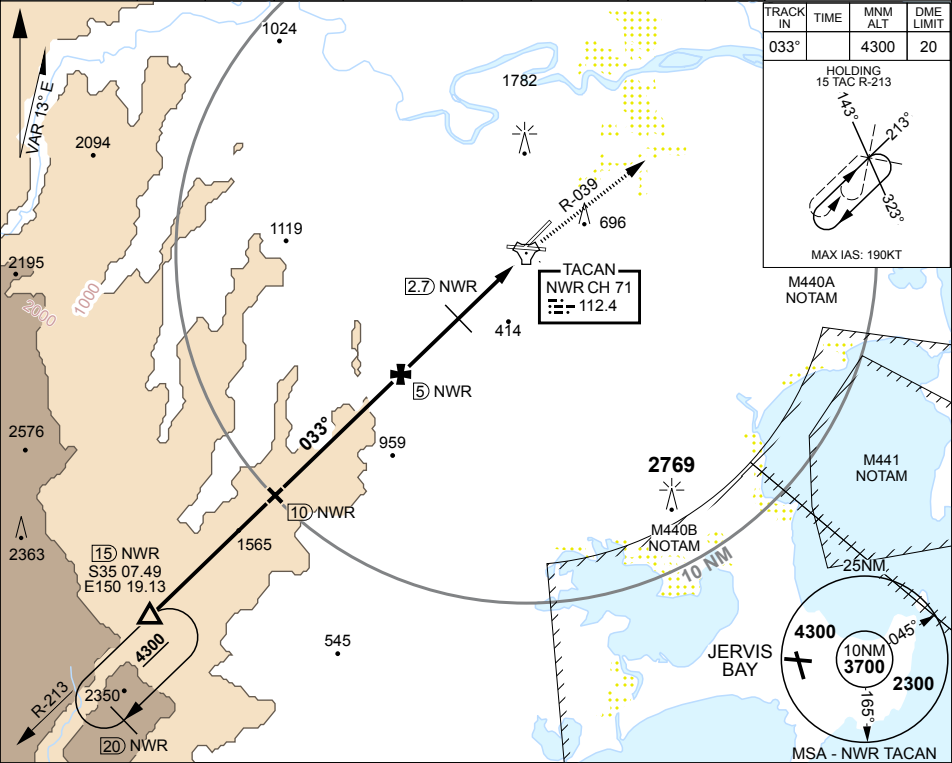 1024
TRACK IN
TIME
MNM ALT
DME LIMIT
033°
4300
20
VAR 13° E
1782
HOLDING
15 TAC R-213
143°
213°
323°
MAX IAS: 190KT
2094
R-039
696
1119
2195
2000
1000
2.7 NWR
TACAN
NWR CH 71
112.4
M440A
NOTAM
414
5 NWR
033°
2576
959
2769
M441
NOTAM
10 NWR
2363
1565
M440B
NOTAM
10 NM
15 NWR
S35 07.49
E150 19.13
25NM
4300
545
JERVIS
BAY
4300
045°
10NM
3700
2300
165°
R-213
2350
20 NWR
MSA - NWR TACAN